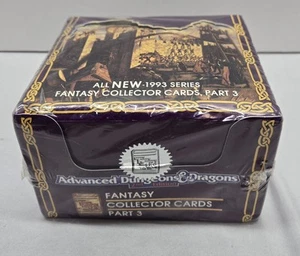 ALL NEW-1993 SERIES
FANTASY COLLECTOR CARDS, PART 3
Advanced Dungeons & Dragons
FANTASY
COLLECTOR CARDS
PART 3